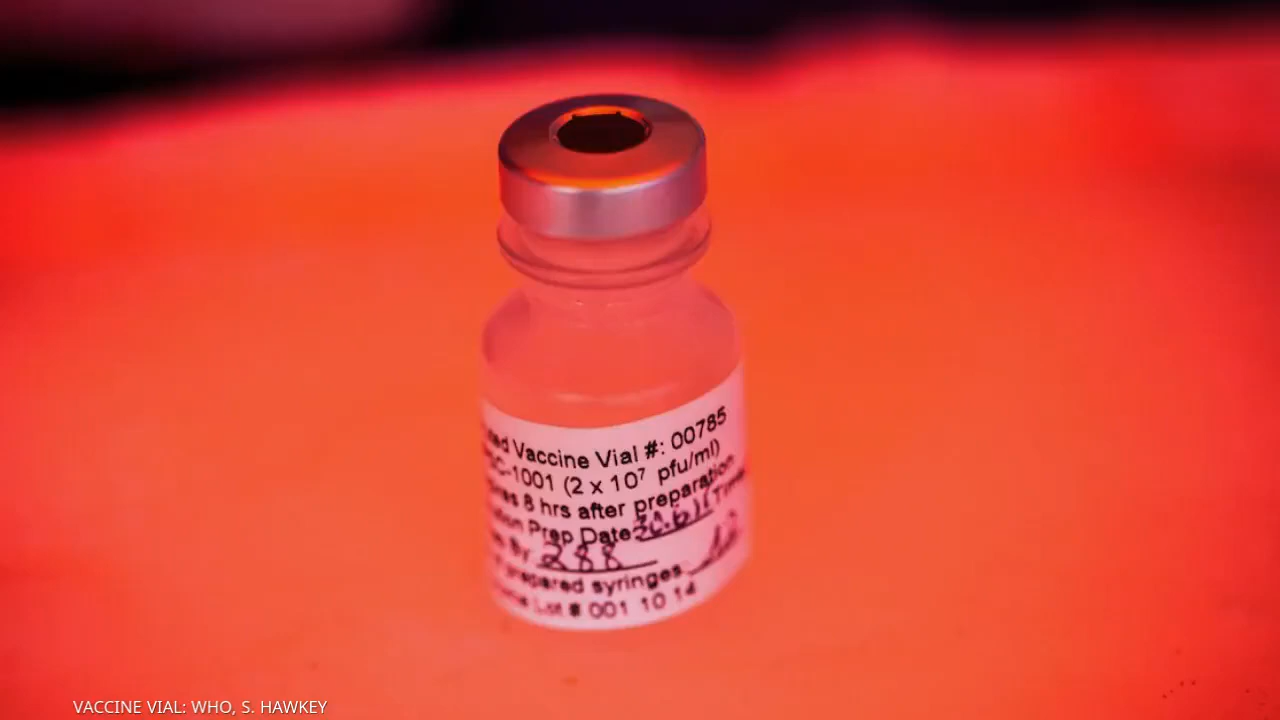 Vaccine Vial #: 00785
-1001 (2 x 10⁷ pfu/ml)
8 hrs after preparation
Prep Date:
288
prepared syringes
Lot # 001 10 14
VACCINE VIAL: WHO, S. HAWKEY